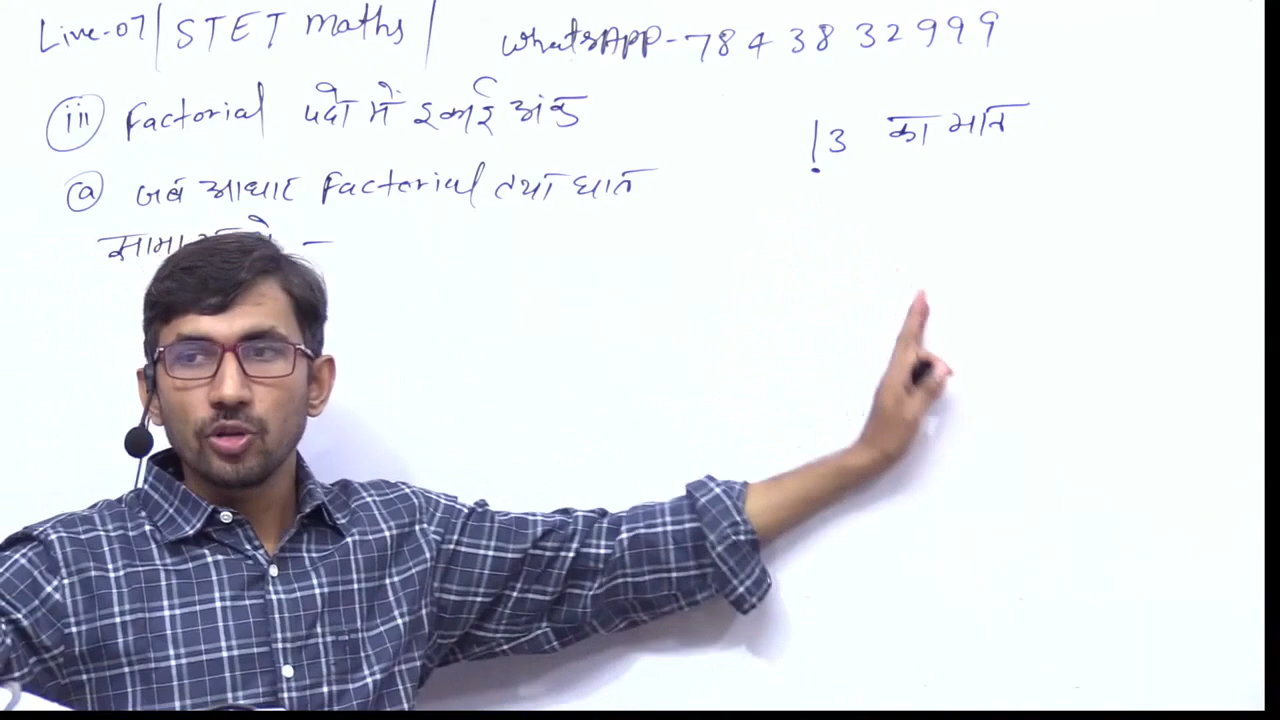 Live-07 | STET Maths |
WhatsApp-7843832999
(iii) Factorial पदो में इकाई अंक
!3 का मान
(a) जब आधार Factorial तथा घात